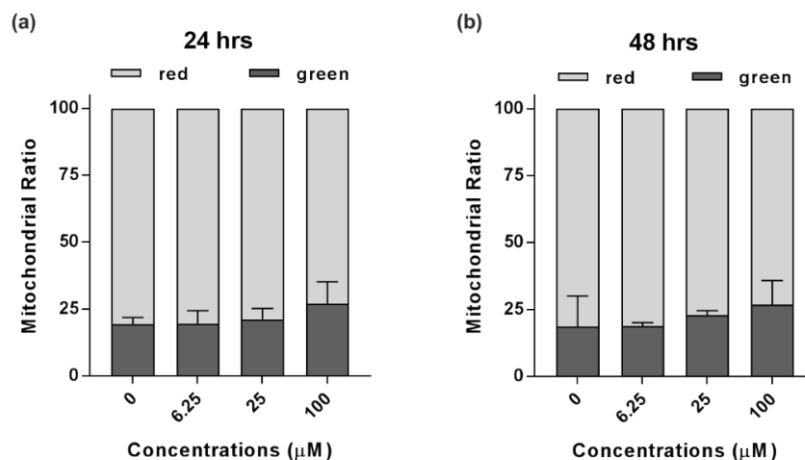 (a)
24 hrs
red green
Mitochondrial Ratio
100
75
50
25
0
0 6.25 25 100
Concentrations (μM)
(b)
48 hrs
red green
Mitochondrial Ratio
100
75
50
25
0
0 6.25 25 100
Concentrations (μM)